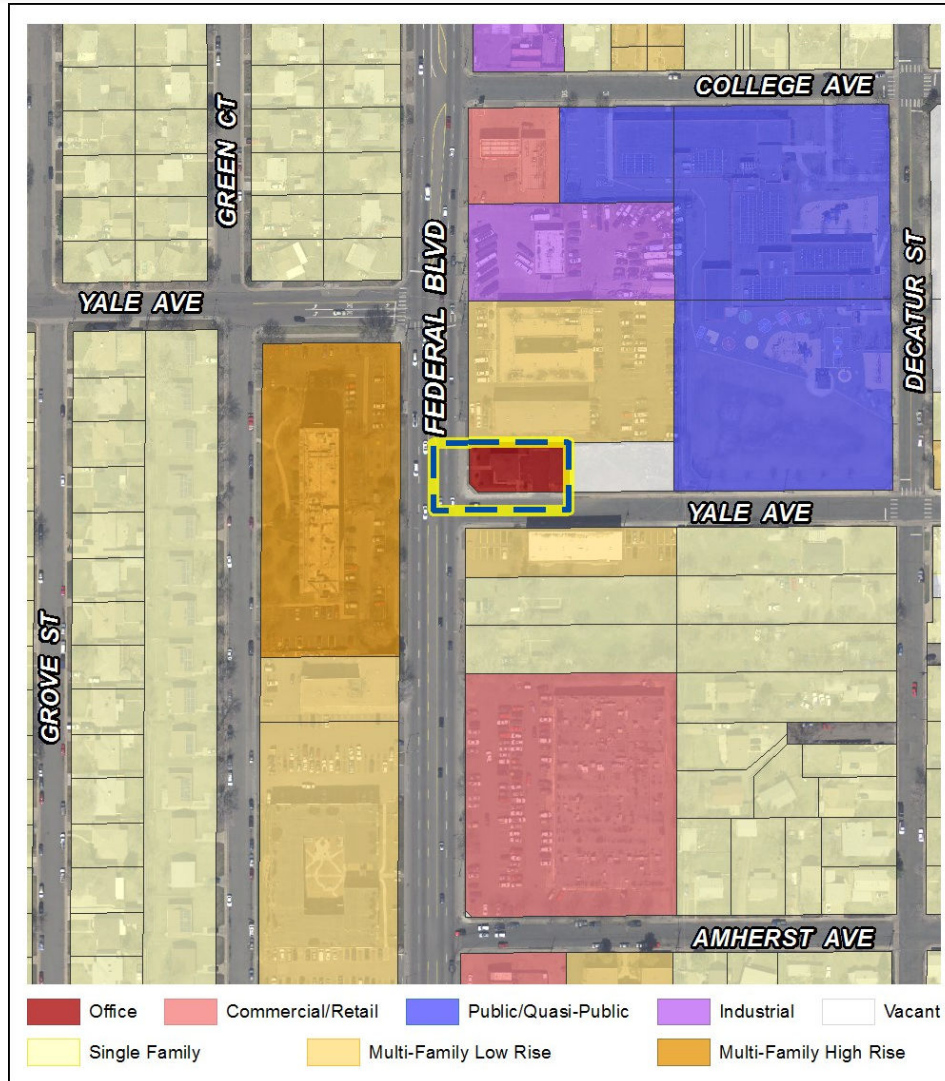 COLLEGE AVE
GREEN CT
FEDERAL BLVD
DECATUR ST
YALE AVE
YALE AVE
GROVE ST
AMHERST AVE
Office
Commercial/Retail
Public/Quasi-Public
Industrial
Vacant
Single Family
Multi-Family Low Rise
Multi-Family High Rise